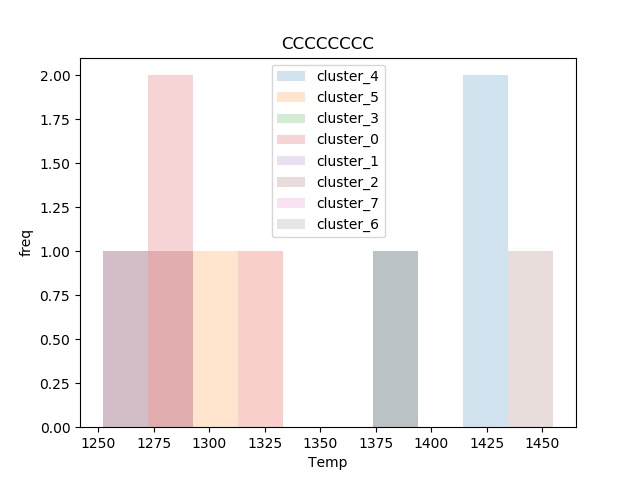 CCCCCCCC
cluster_4
cluster_5
cluster_3
cluster_0
cluster_1
cluster_2
cluster_7
cluster_6
2.00
1.75
1.50
1.25
1.00
0.75
0.50
0.25
0.00
freq
1250 1275 1300 1325 1350 1375 1400 1425 1450
Temp